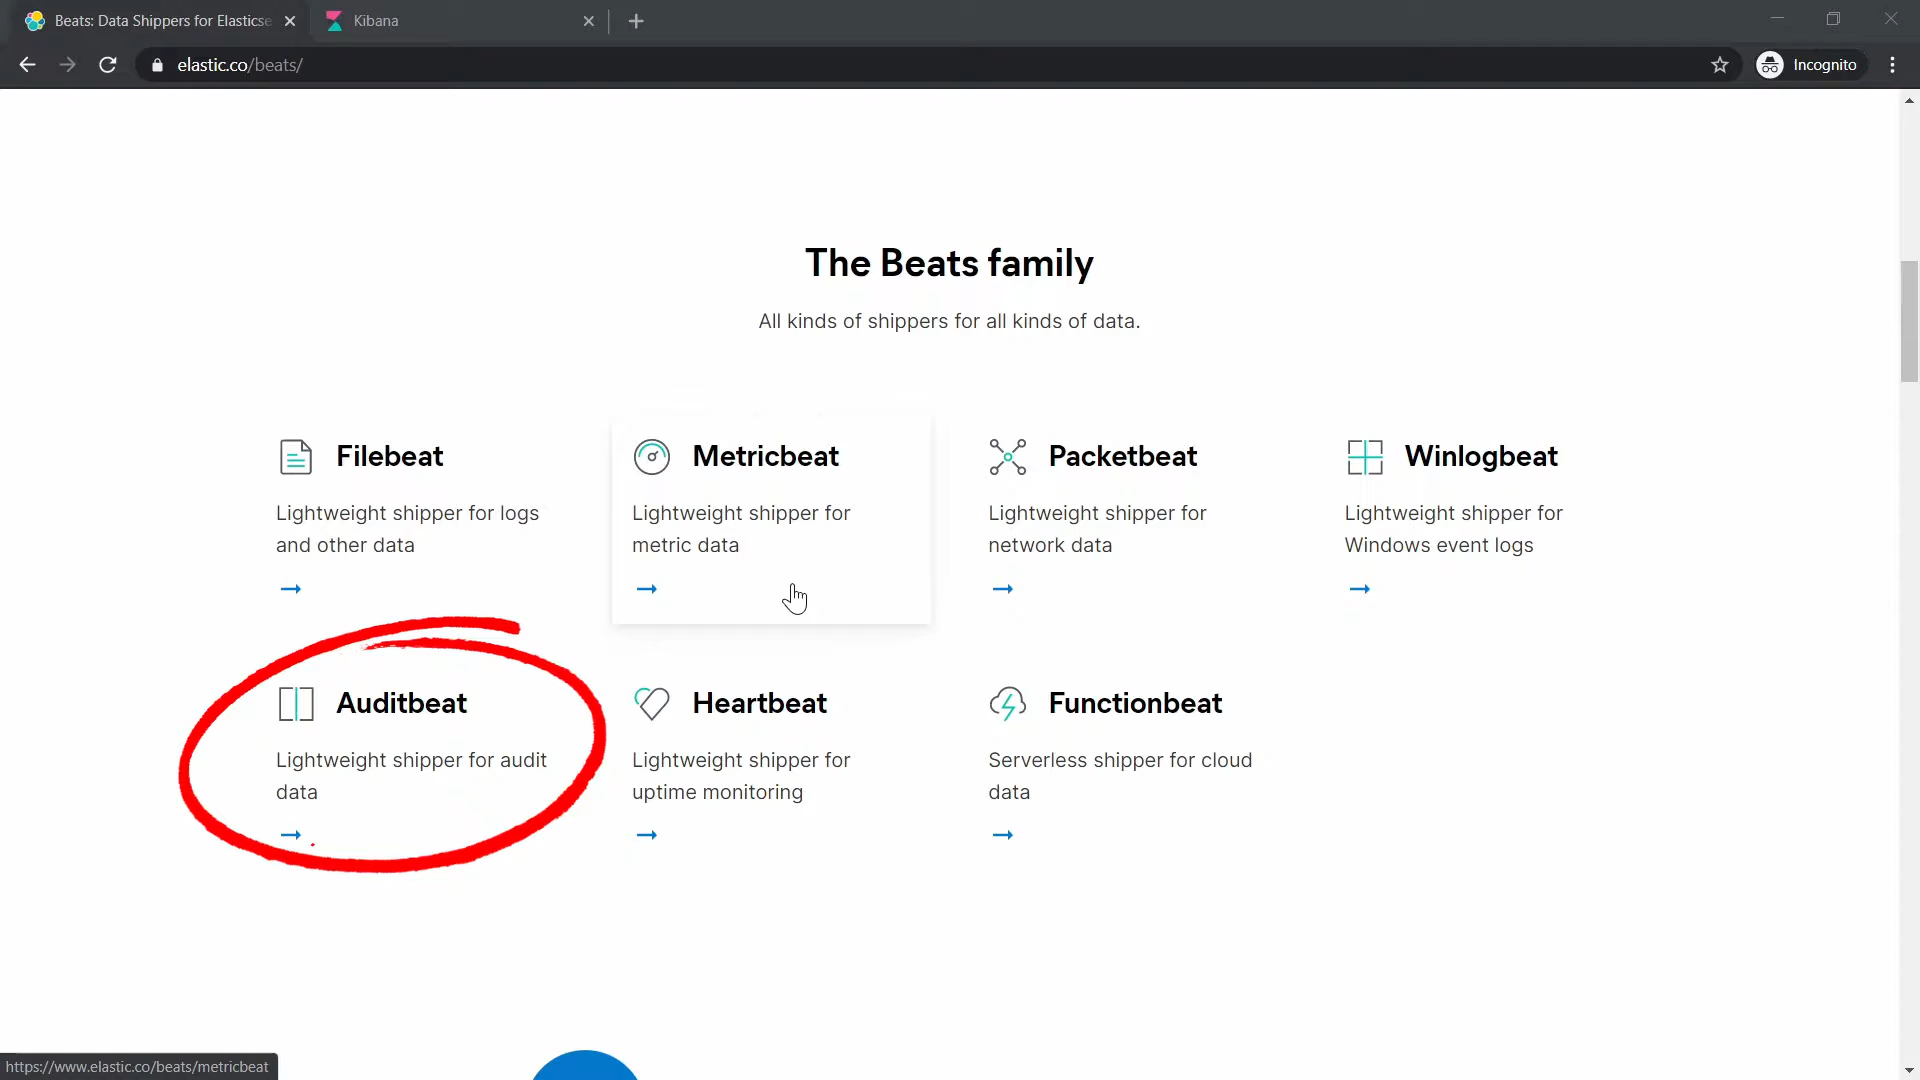 Beats: Data Shippers for Elasticse
Kibana
elastic.co/beats/
Incognito
The Beats family
All kinds of shippers for all kinds of data.
Filebeat
Lightweight shipper for logs
and other data
Metricbeat
Lightweight shipper for
metric data
Packetbeat
Lightweight shipper for
network data
Winlogbeat
Lightweight shipper for
Windows event logs
Auditbeat
Lightweight shipper for audit
data
Heartbeat
Lightweight shipper for
uptime monitoring
Functionbeat
Serverless shipper for cloud
data
https://www.elastic.co/beats/metricbeat